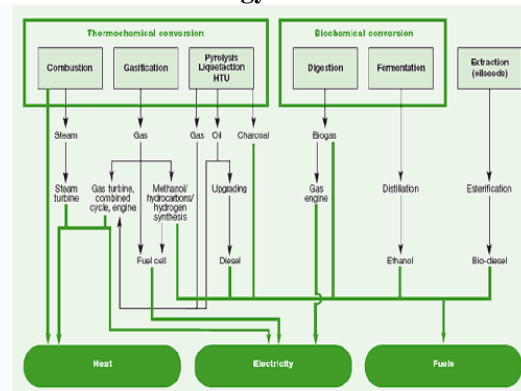 Thermochemical conversion
Biochemical conversion
Combustion
Gasification
Pyrolysis
Liquefaction
HTU
Digestion
Fermentation
Extraction
(oilseeds)
Steam
Gas
Gas
Oil
Charcoal
Biogas
Steam
turbine
Gas turbine,
combined
cycle, engine
Methanol/
hydrocarbons/
hydrogen
synthesis
Upgrading
Gas
engine
Distillation
Esterification
Fuel cell
Diesel
Ethanol
Bio-diesel
Heat
Electricity
Fuels